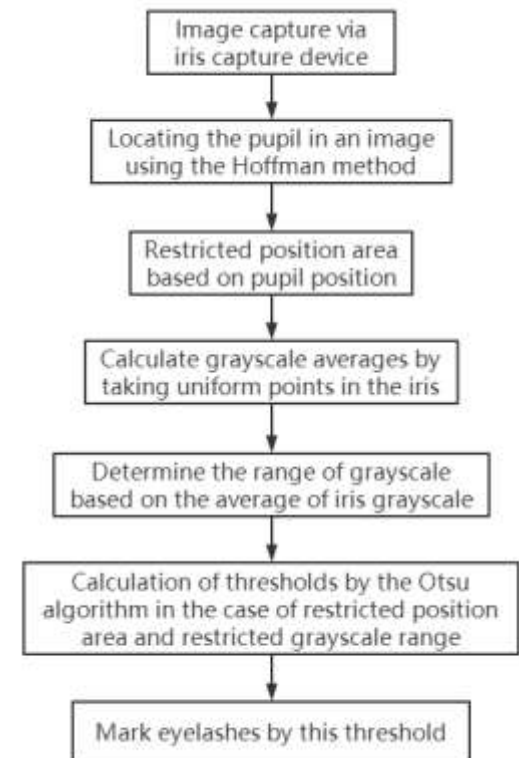 Image capture via
iris capture device
Locating the pupil in an image
using the Hoffman method
Restricted position area
based on pupil position
Calculate grayscale averages by
taking uniform points in the iris
Determine the range of grayscale
based on the average of iris grayscale
Calculation of thresholds by the Otsu
algorithm in the case of restricted position
area and restricted grayscale range
Mark eyelashes by this threshold